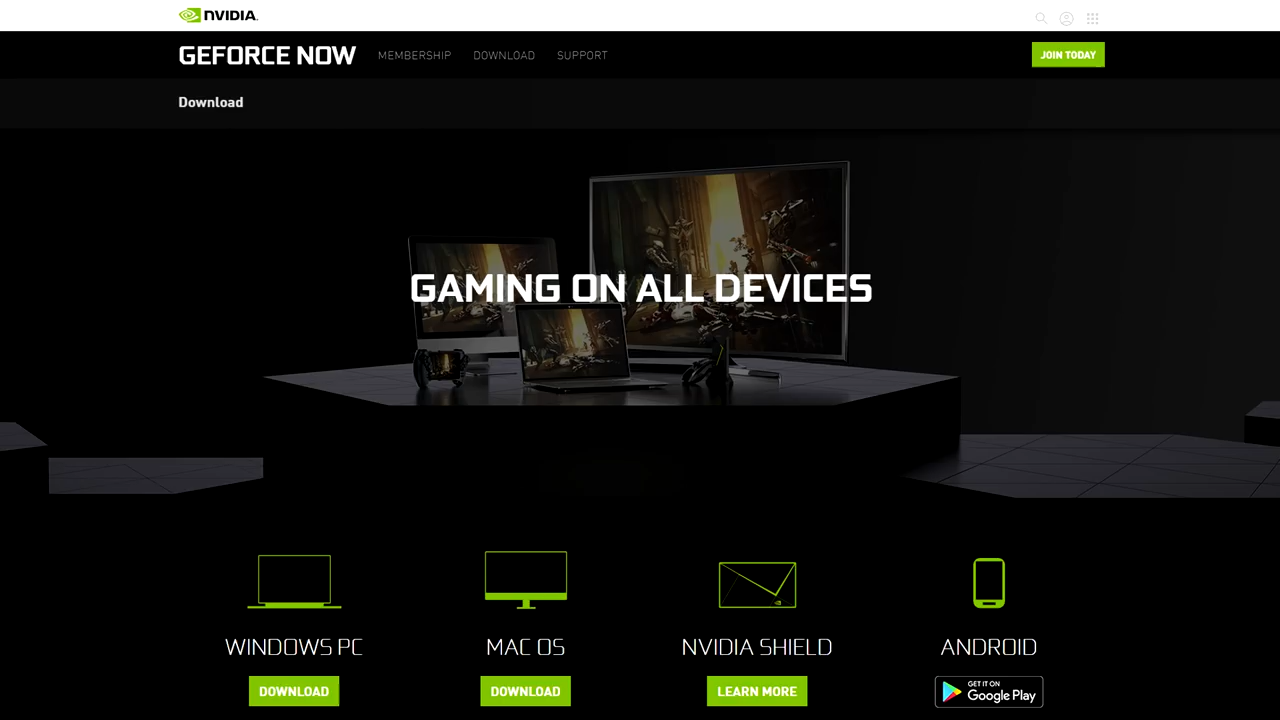 NVIDIA.
GEFORCE NOW
MEMBERSHIP
DOWNLOAD
SUPPORT
JOIN TODAY
Download
GAMING ON ALL DEVICES
WINDOWS PC
MAC OS
NVIDIA SHIELD
ANDROID
DOWNLOAD
DOWNLOAD
LEARN MORE
GET IT ON
Google Play